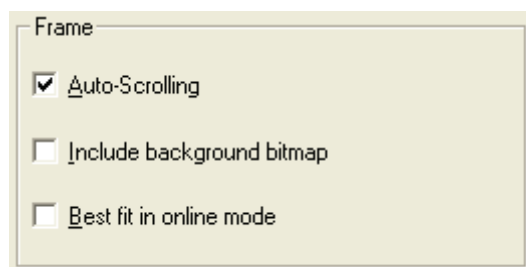 Frame
Auto-Scrolling
Include background bitmap
Best fit in online mode